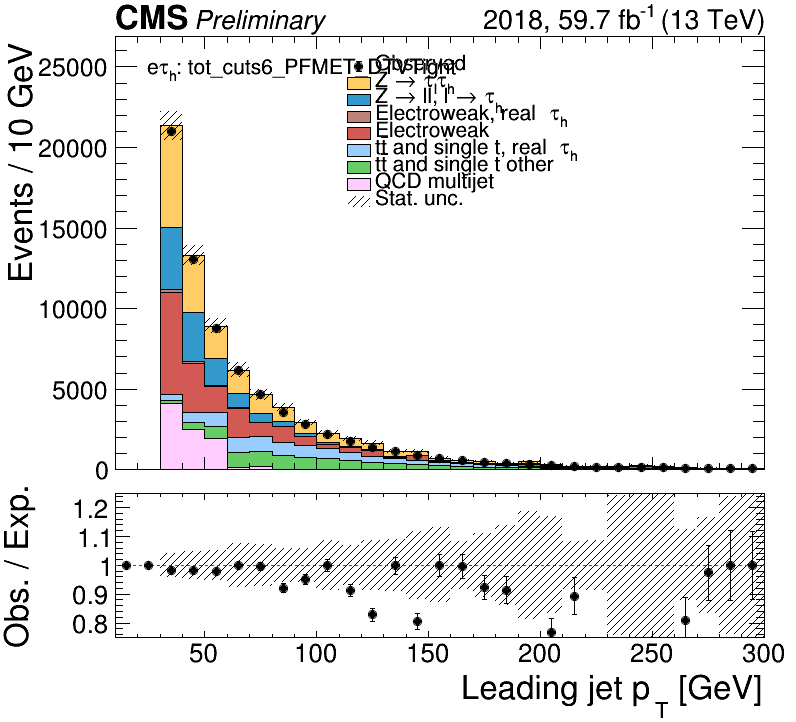 CMS Preliminary 2018, 59.7 fb⁻¹ (13 TeV)
Events / 10 GeV
25000
20000
15000
10000
5000
0
eτh: tot_cuts6_PFMET
Observed
Z → ττh
Z → ll, l → τh
Electroweak, real τh
Electroweak
tt and single t, real τh
tt and single t other
QCD multijet
Stat. unc.
Obs. / Exp.
1.2
1.1
1
0.9
0.8
50 100 150 200 250 300
Leading jet pT [GeV]